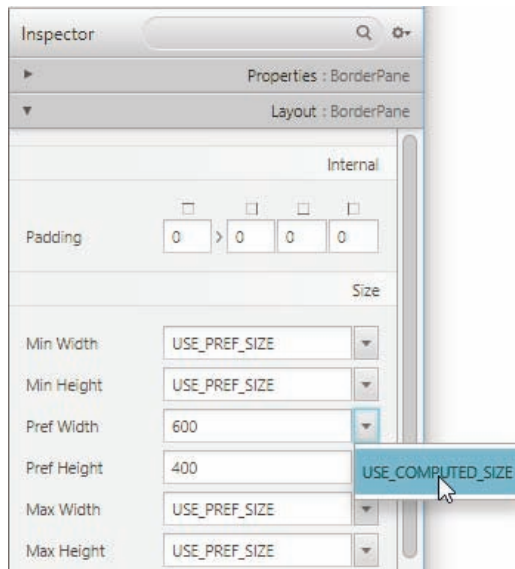 Inspector
Properties : BorderPane
Layout : BorderPane
Internal
Padding 0 > 0 0 0
Size
Min Width USE_PREF_SIZE
Min Height USE_PREF_SIZE
Pref Width 600
Pref Height 400 USE_COMPUTED_SIZE
Max Width USE_PREF_SIZE
Max Height USE_PREF_SIZE